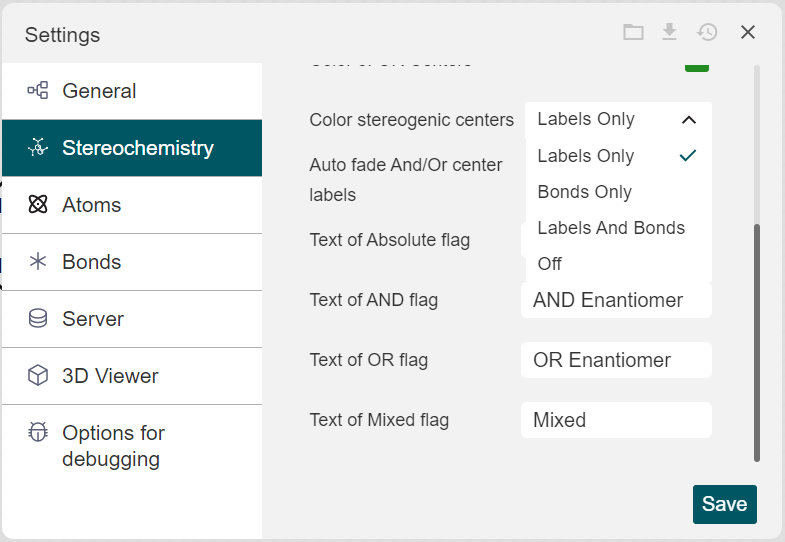 Settings
General
Stereochemistry
Atoms
Bonds
Server
3D Viewer
Options for
debugging
Color stereogenic centers
Labels Only
Labels Only
Bonds Only
Labels And Bonds
Off
Auto fade And/Or center
labels
Text of Absolute flag
Text of AND flag
AND Enantiomer
Text of OR flag
OR Enantiomer
Text of Mixed flag
Mixed
Save